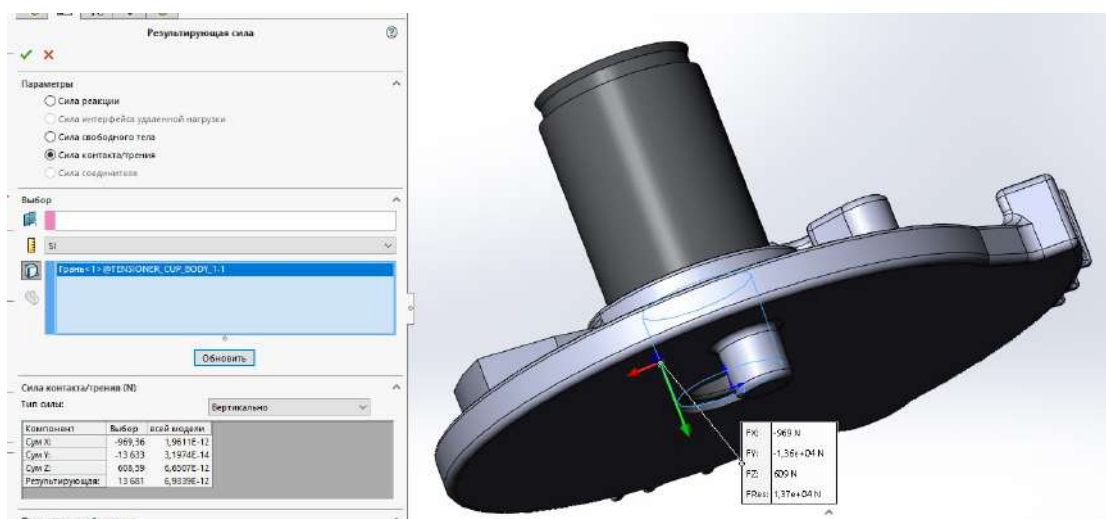 Результирующая сила
Параметры
Сила реакции
Сила интерфейса удаленной нагрузки
Сила свободного тела
Сила контакта/трения
Сила соединителя
Выбор
SI
Грань<1>@TENSIONER_CUP_BODY_1-1
Обновить
Сила контакта/трения (N)
Тип силы: Вертикально
Компонент Выбор всей модели
Сум X: -969,36 1,9611E-12
Сум Y: -13 633 3,1974E-14
Сум Z: 608,59 6,6507E-12
Результирующая: 13 681 6,9339E-12
FX: -969 N
FY: -1,36e+04 N
FZ: 609 N
FRes: 1,37e+04 N